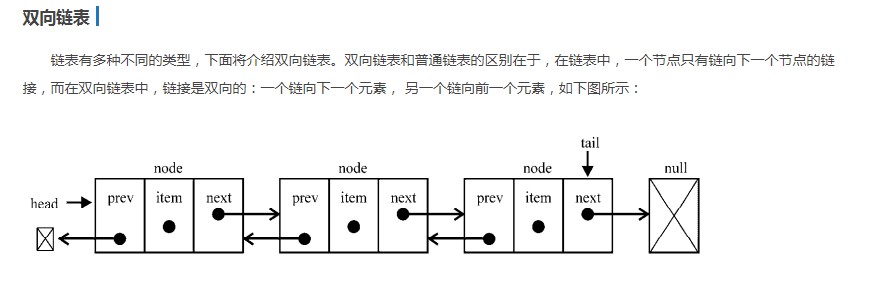 双向链表
链表有多种不同的类型，下面将介绍双向链表。双向链表和普通链表的区别在于，在链表中，一个节点只有链向下一个节点的链
接，而在双向链表中，链接是双向的：一个链向下一个元素， 另一个链向前一个元素，如下图所示：
tail
node node node null
head prev item next prev item next prev item next